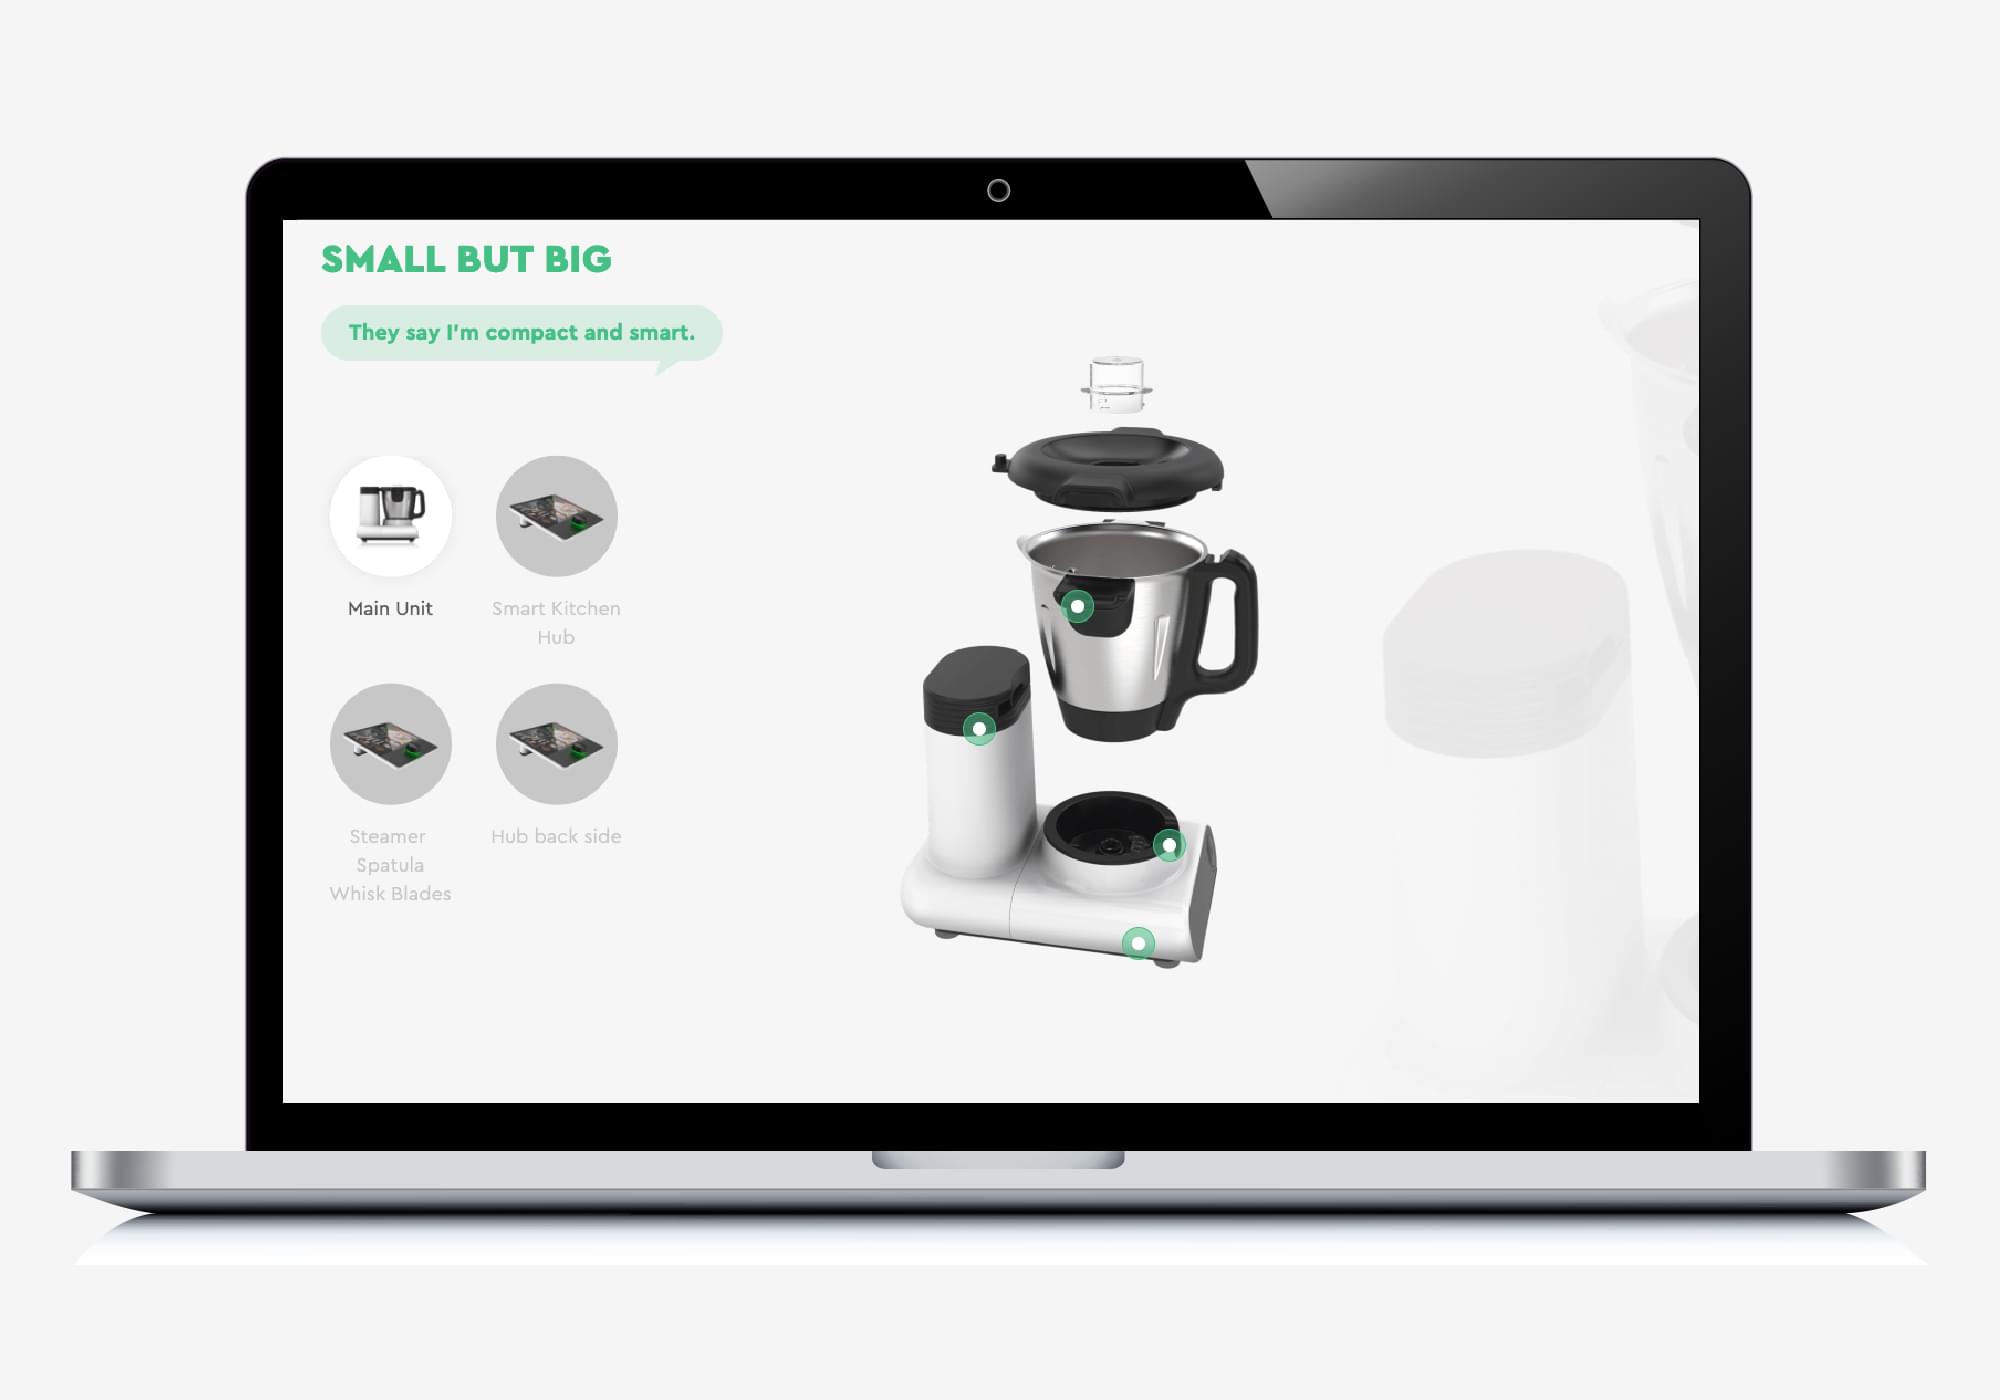 SMALL BUT BIG
They say I'm compact and smart.
Main Unit
Smart Kitchen
Hub
Steamer
Spatula
Whisk Blades
Hub back side